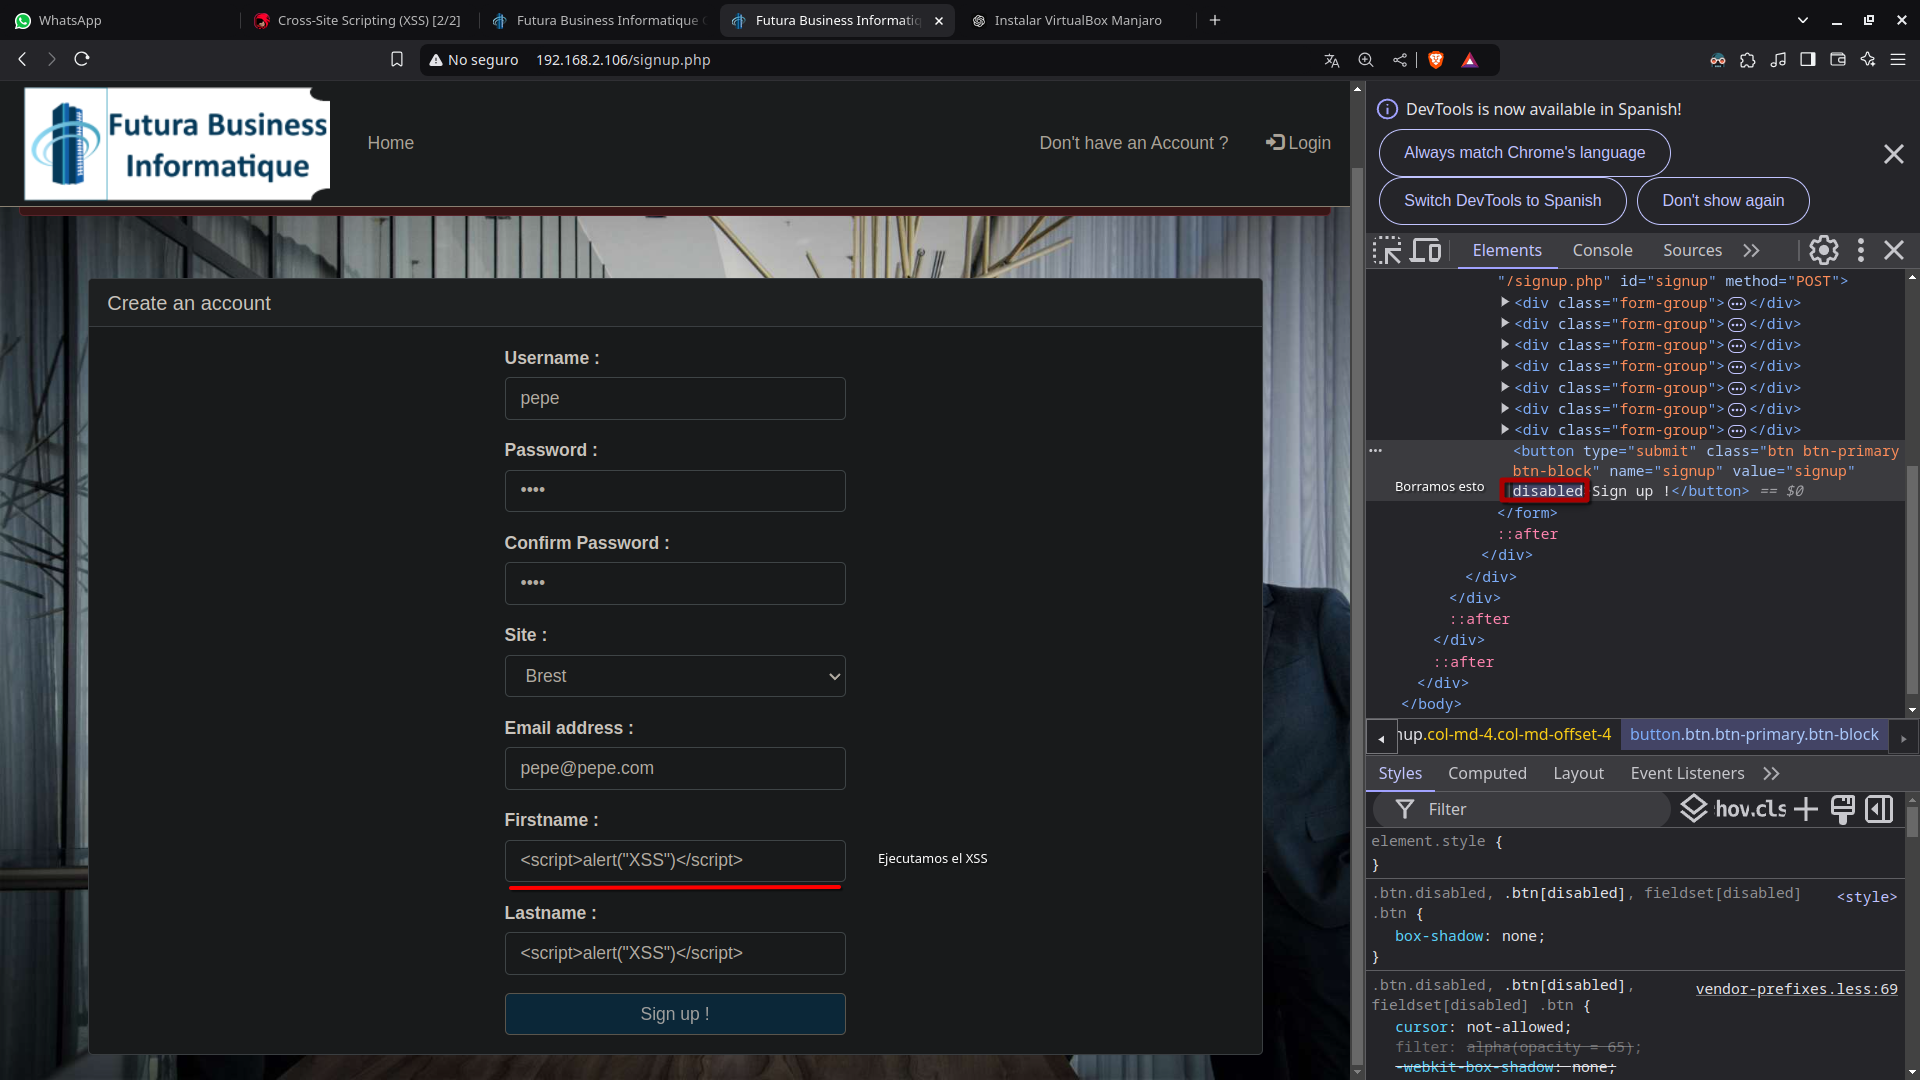 WhatsApp
Cross-Site Scripting (XSS) [2/2]
Futura Business Informatique
Futura Business Informatiq
Instalar VirtualBox Manjaro
No seguro 192.168.2.106/signup.php
Futura Business
Informatique
Home
Don't have an Account ?
Login
Create an account
Username :
pepe
Password :
••••
Confirm Password :
••••
Site :
Brest
Email address :
pepe@pepe.com
Firstname :
<script>alert("XSS")</script>
Ejecutamos el XSS
Lastname :
<script>alert("XSS")</script>
Sign up !
DevTools is now available in Spanish!
Always match Chrome's language
Switch DevTools to Spanish
Don't show again
Elements Console Sources
"/signup.php" id="signup" method="POST">
<div class="form-group">…</div>
<div class="form-group">…</div>
<div class="form-group">…</div>
<div class="form-group">…</div>
<div class="form-group">…</div>
<div class="form-group">…</div>
<div class="form-group">…</div>
<button type="submit" class="btn btn-primary
btn-block" name="signup" value="signup"
Borramos esto
disabled Sign up !</button> == $0
</form>
::after
</div>
</div>
</div>
::after
</div>
::after
</div>
</body>
nup.col-md-4.col-md-offset-4 button.btn.btn-primary.btn-block
Styles Computed Layout Event Listeners
Filter
:hov .cls
element.style {
}
.btn.disabled, .btn[disabled], fieldset[disabled] <style>
.btn {
box-shadow: none;
}
.btn.disabled, .btn[disabled], vendor-prefixes.less:69
fieldset[disabled] .btn {
cursor: not-allowed;
filter: alpha(opacity = 65);
-webkit-box-shadow: none;